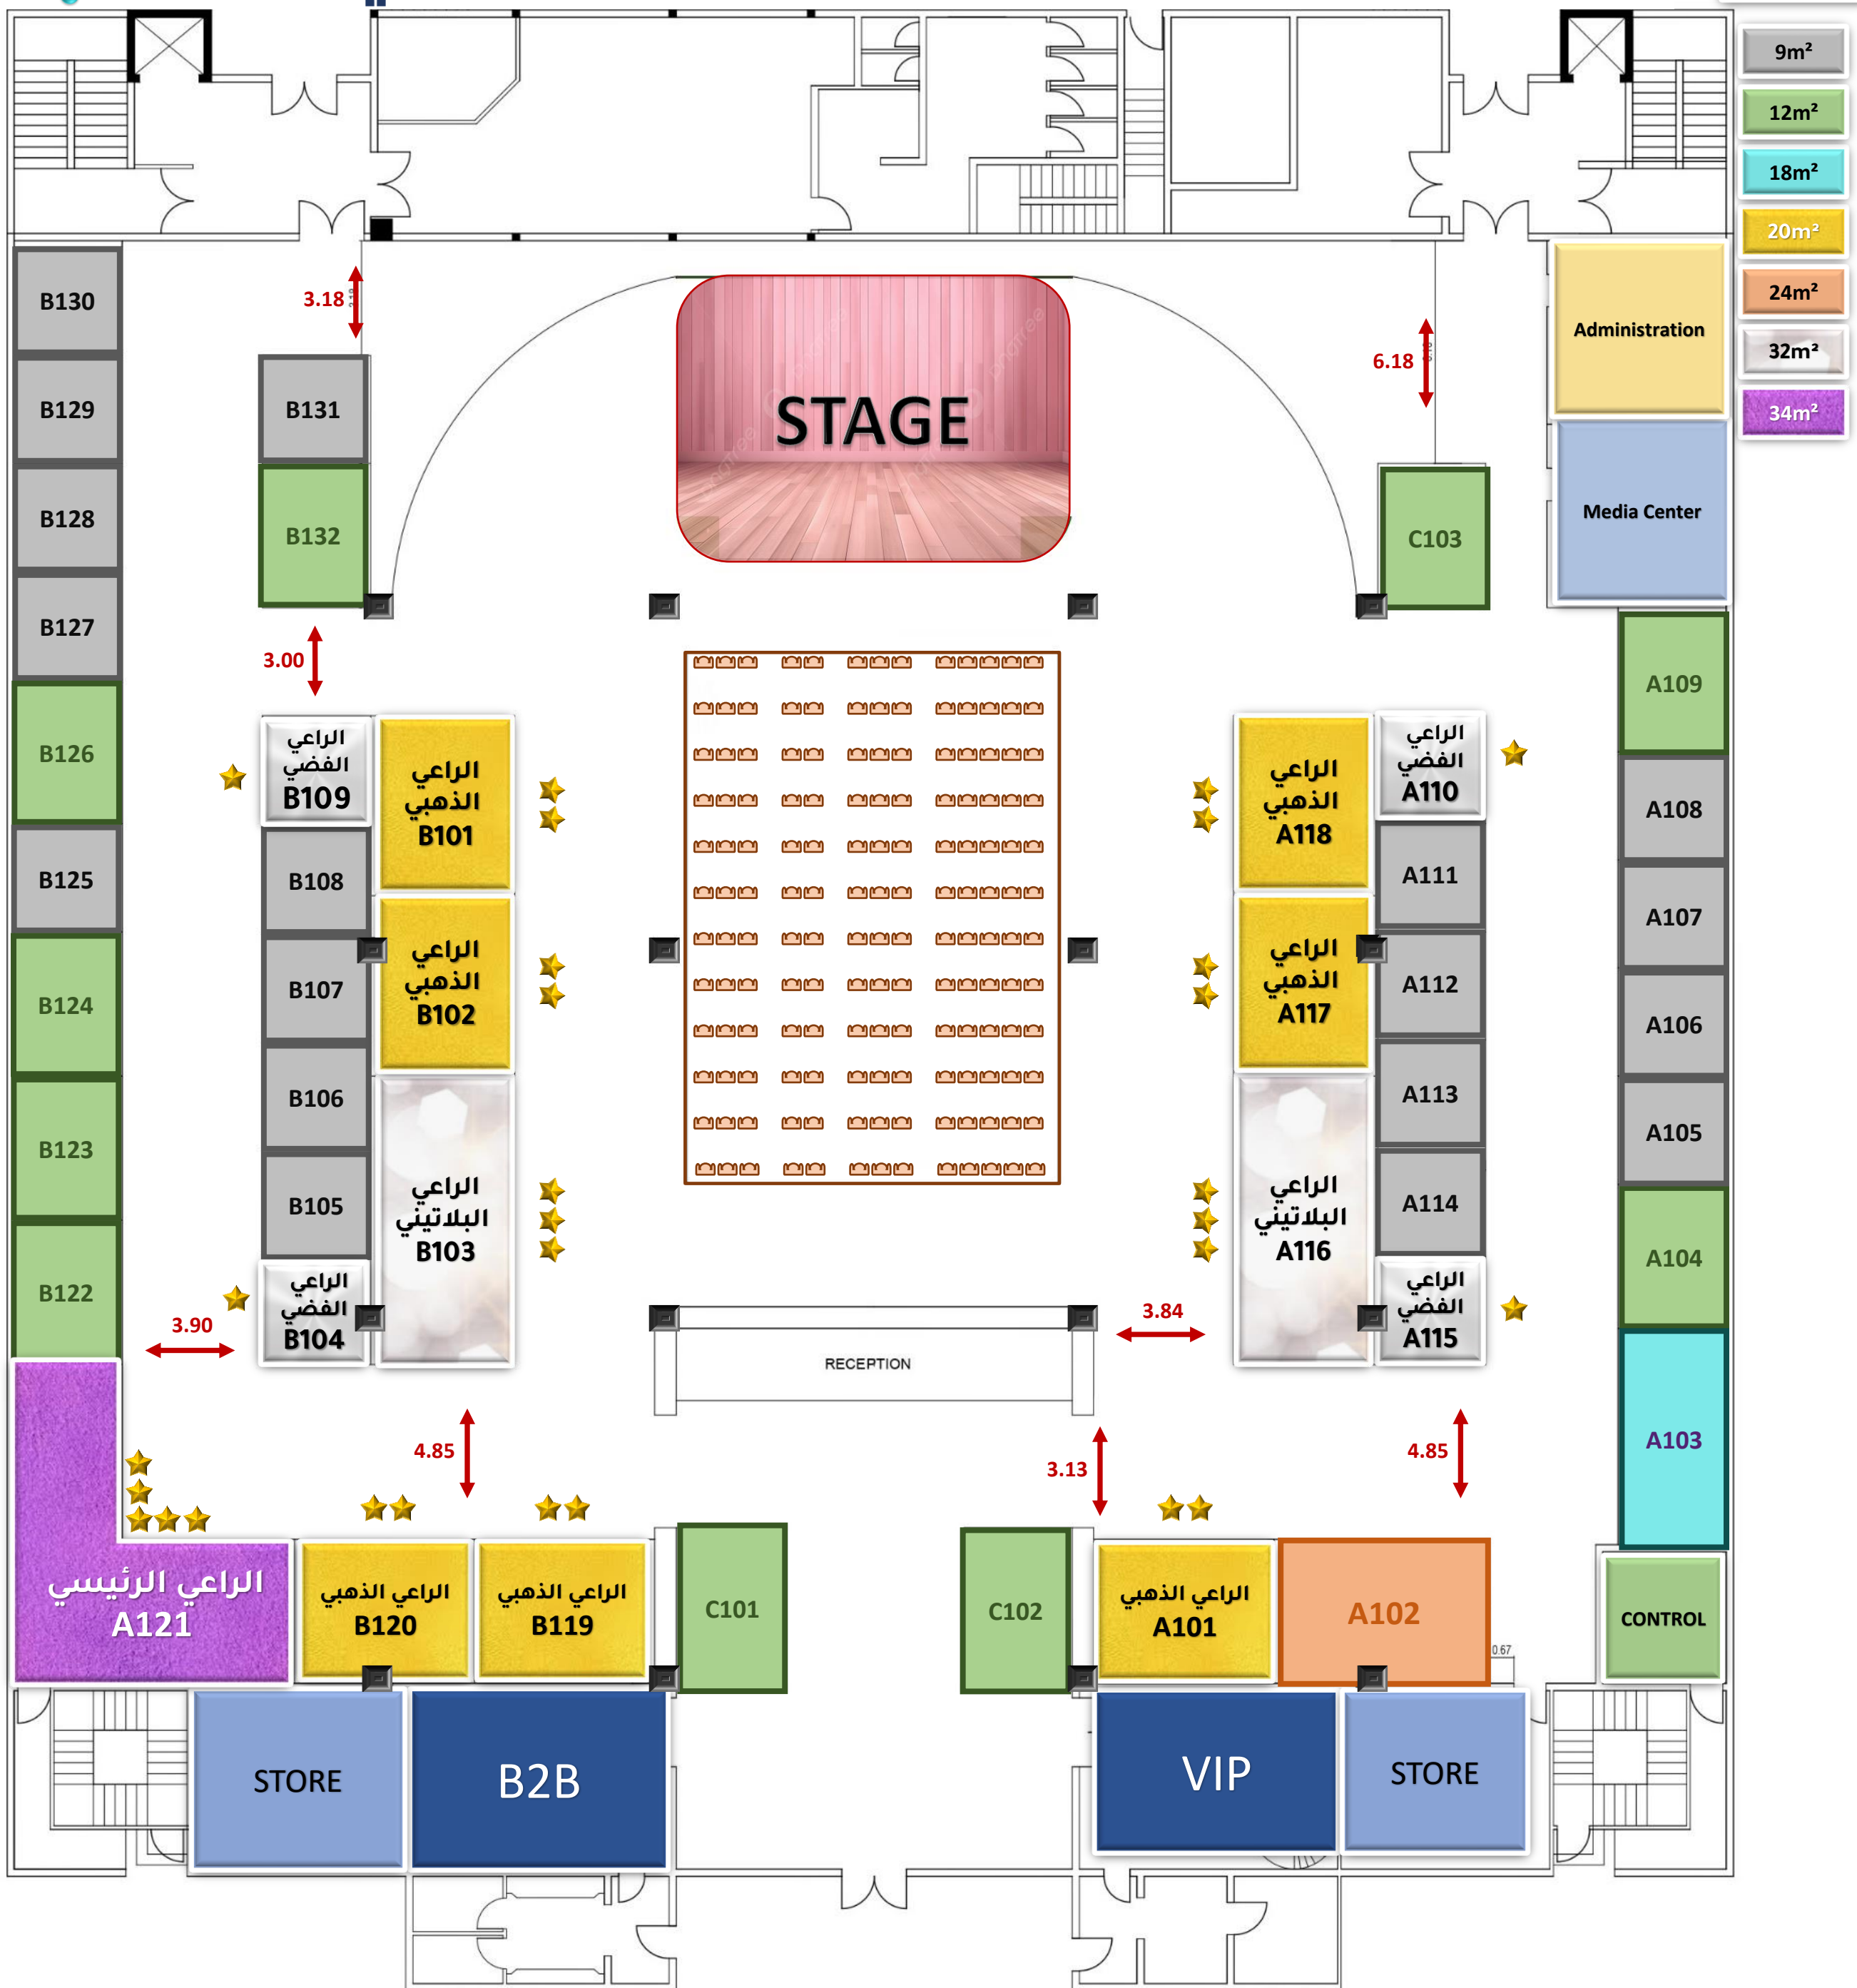 9m²
12m²
18m²
20m²
24m²
32m²
34m²
B130
B129
B128
B127
B126
B125
B124
B123
B122
3.18
B131
B132
3.00
STAGE
6.18
C103
Administration
Media Center
A109
A108
A107
A106
A105
A104
A103
الراعي
الفضي
B109
B108
B107
B106
B105
الراعي
الفضي
B104
الراعي
الذهبي
B101
الراعي
الذهبي
B102
الراعي
البلاتيني
B103
الراعي
الذهبي
A118
الراعي
الذهبي
A117
الراعي
البلاتيني
A116
الراعي
الفضي
A110
A111
A112
A113
A114
الراعي
الفضي
A115
3.90
3.84
RECEPTION
4.85
3.13
4.85
الراعي الرئيسي
A121
الراعي الذهبي
B120
الراعي الذهبي
B119
C101
C102
الراعي الذهبي
A101
A102
0.67
CONTROL
STORE
B2B
VIP
STORE